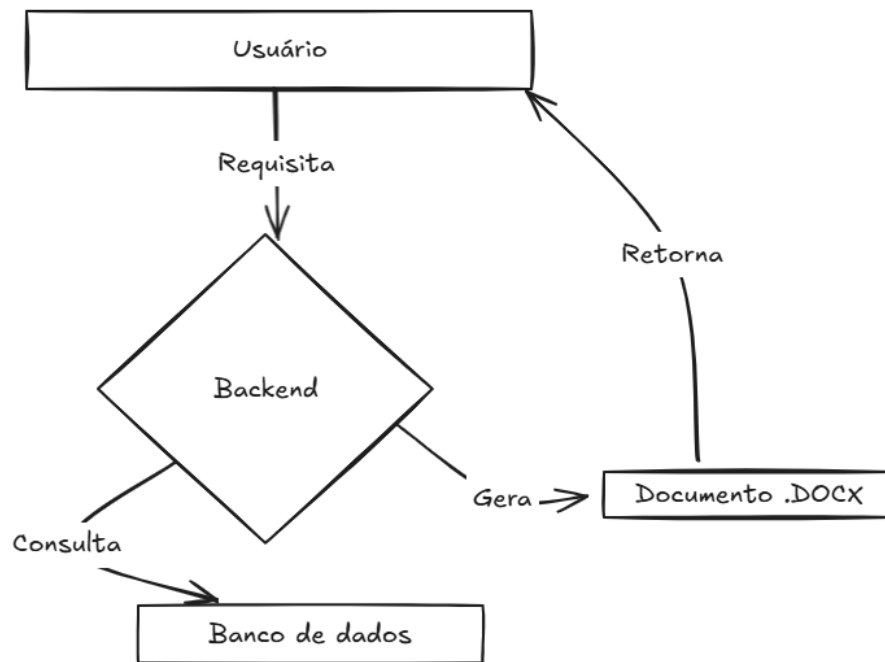 Usuário
Requisita
Retorna
Backend
Gera
Documento .DOCX
Consulta
Banco de dados